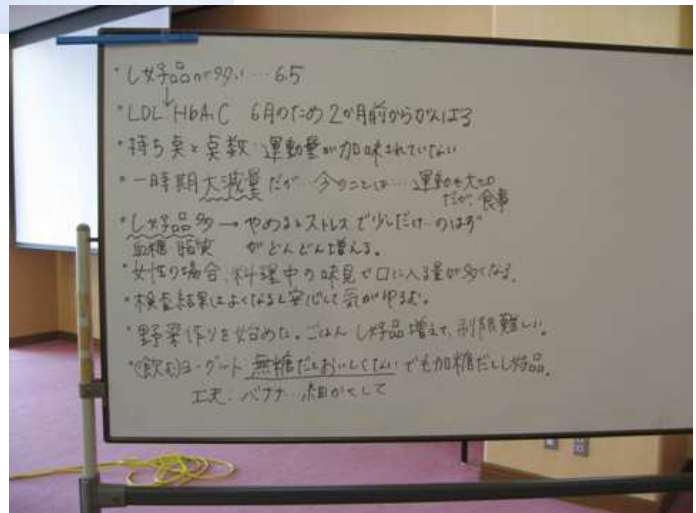 ・し好品が多い…6.5
↓
・LDL HbA1C 6月のため2か月前からがんばる
・持ち点と点数 運動量が加味されていない
・一時期大減量だが…今のことは…運動も大切
だが、食事
・し好品多→やめるとストレスで少しだけ…のはず
血糖・脂質 がどんどん増える。
・女性の場合、料理中の味見で口に入る量が多くなる。
・検査結果はよくなると安心して気がゆるむ。
・野菜作りを始めた。ごはん し好品増えて、制限難しい。
・(飲む)ヨーグルト 無糖だとおいしくない でも加糖だとし好品。
工夫:バナナ…細かくして